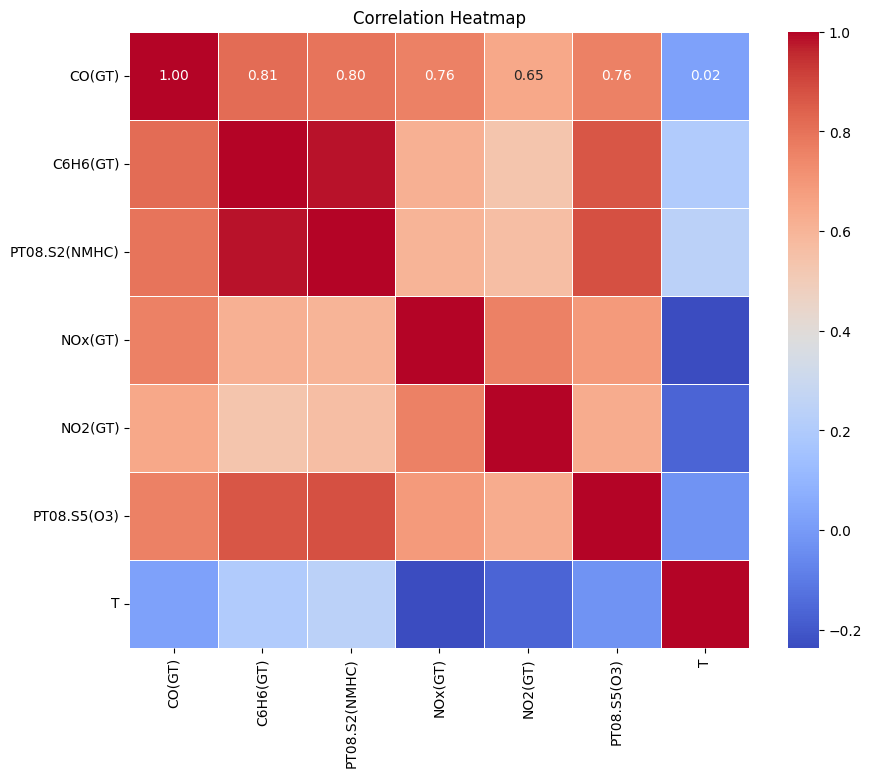 Correlation Heatmap
CO(GT) 1.00 0.81 0.80 0.76 0.65 0.76 0.02
C6H6(GT)
PT08.S2(NMHC)
NOx(GT)
NO2(GT)
PT08.S5(O3)
T
CO(GT) C6H6(GT) PT08.S2(NMHC) NOx(GT) NO2(GT) PT08.S5(O3) T
1.0
0.8
0.6
0.4
0.2
0.0
−0.2